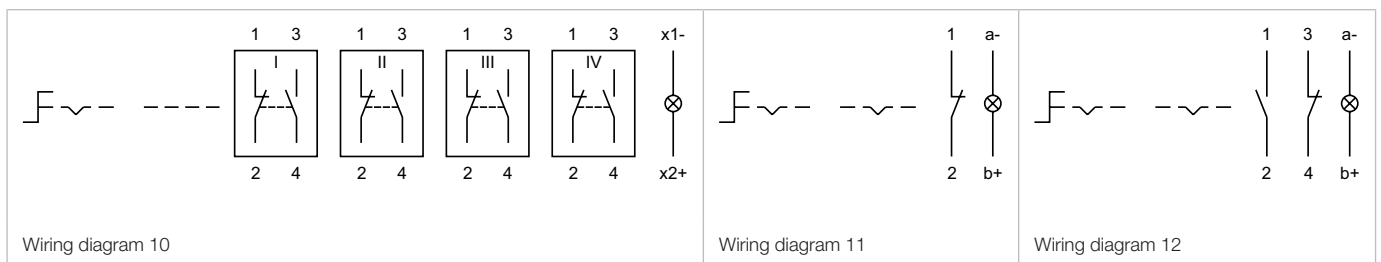 1 3 1 3 1 3 1 3 x1- 1 a- 1 3 a-
I II III IV
2 4 2 4 2 4 2 4 x2+ 2 b+ 2 4 b+
Wiring diagram 10 Wiring diagram 11 Wiring diagram 12